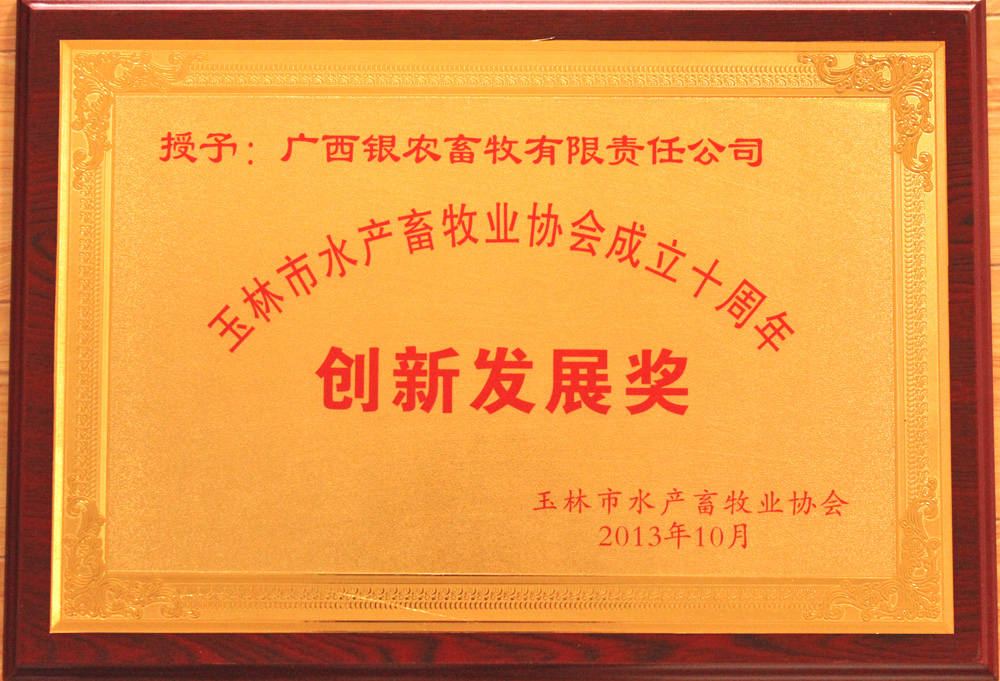 授予：广西银农畜牧有限责任公司
玉林市水产畜牧业协会成立十周年
创新发展奖
玉林市水产畜牧业协会
2013年10月